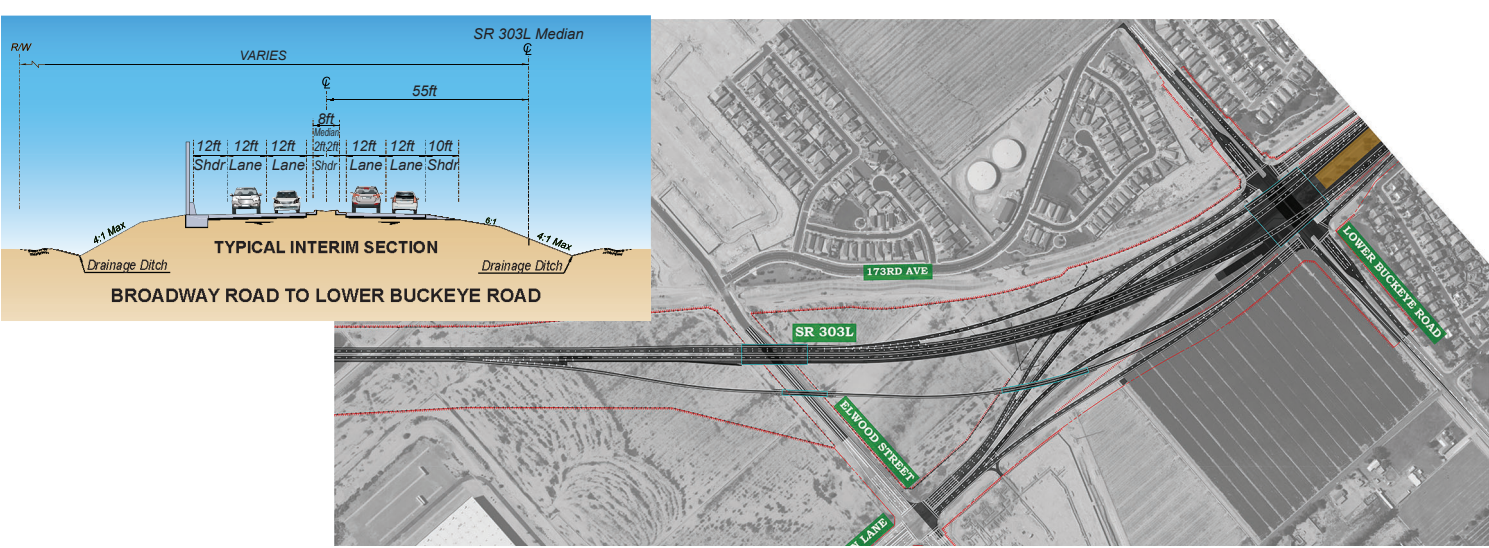 SR 303L Median
R/W
℄
VARIES
℄
55ft
8ft
Median
12ft 12ft 12ft 2ft 2ft 12ft 12ft 10ft
Shdr Lane Lane Shdr Lane Lane Shdr
6:1
4:1 Max
4:1 Max
TYPICAL INTERIM SECTION
Drainage Ditch
Drainage Ditch
BROADWAY ROAD TO LOWER BUCKEYE ROAD
173RD AVE
LOWER BUCKEYE ROAD
SR 303L
ELWOOD STREET
N LANE